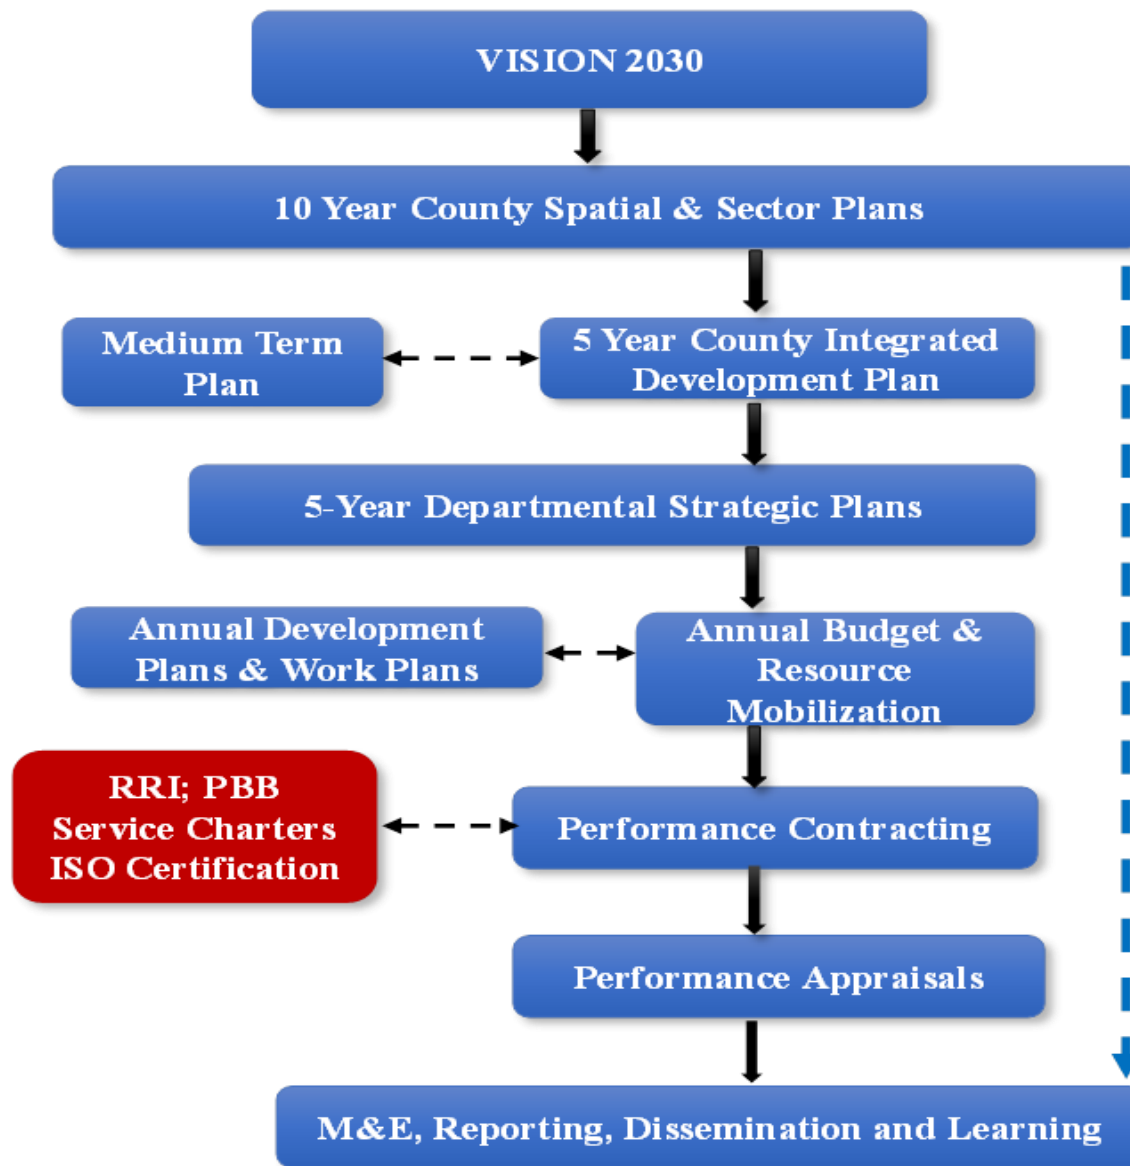 VISION 2030
10 Year County Spatial & Sector Plans
Medium Term
Plan
5 Year County Integrated
Development Plan
5-Year Departmental Strategic Plans
Annual Development
Plans & Work Plans
Annual Budget &
Resource
Mobilization
RRI; PBB
Service Charters
ISO Certification
Performance Contracting
Performance Appraisals
M&E, Reporting, Dissemination and Learning